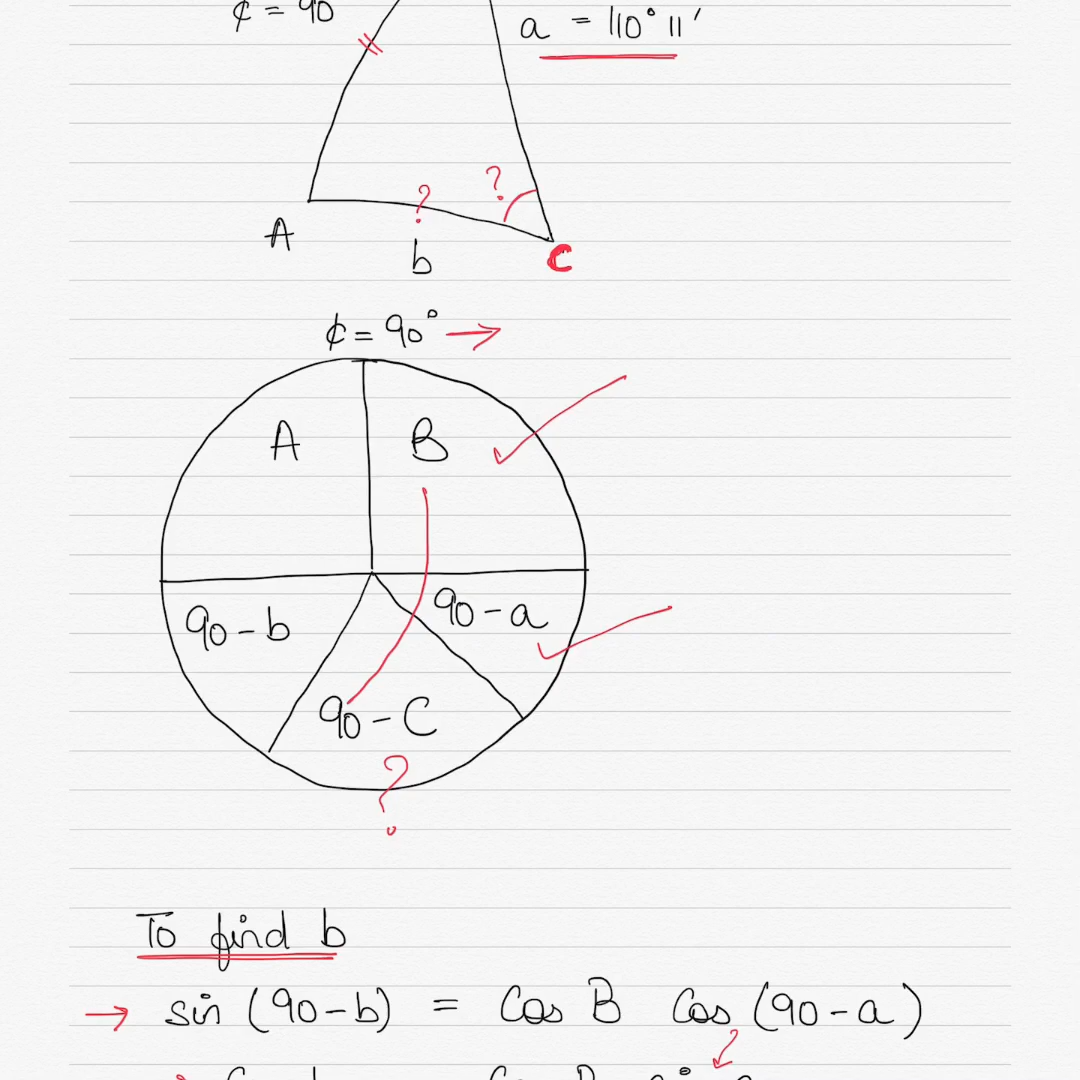 ¢ = 90
a = 110° 11'
?
?
A
b
C
¢ = 90° →
A
B
90 - b
90 - a
90 - C
?
To find b
→ sin (90 - b) = Cos B Cos (90 - a)